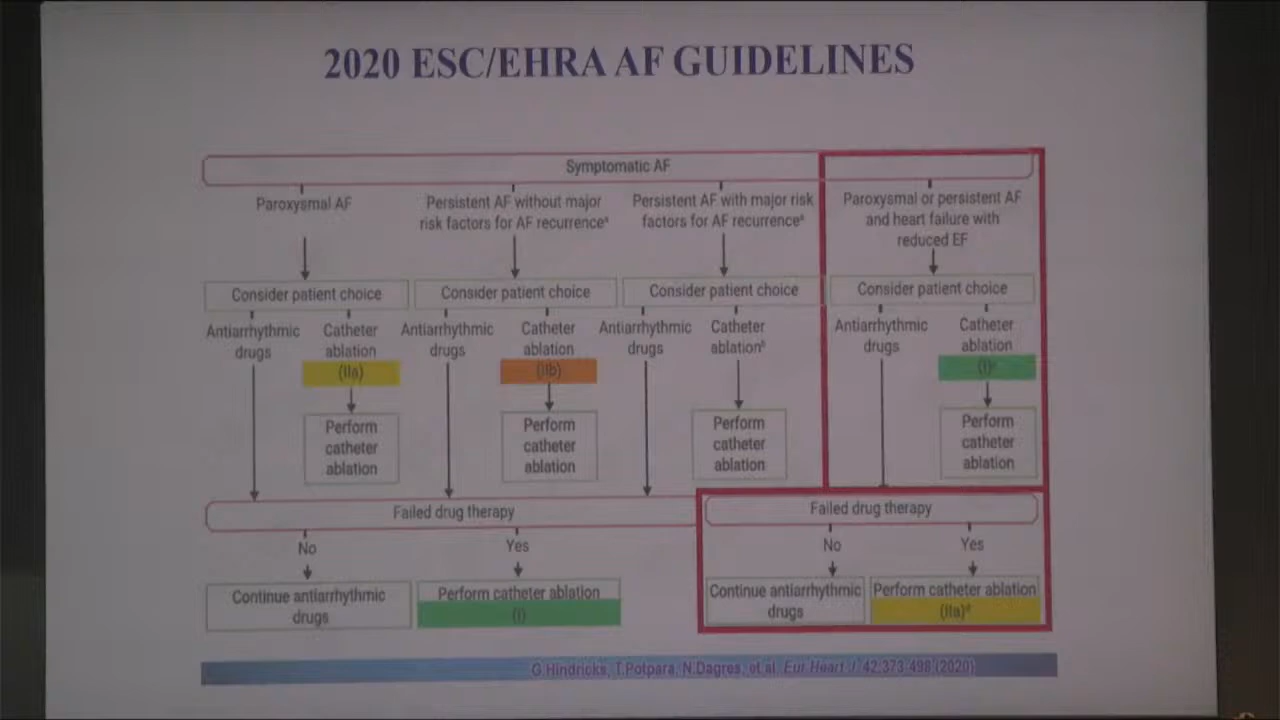 2020 ESC/EHRA AF GUIDELINES
Symptomatic AF
Paroxysmal AF
Persistent AF without major
risk factors for AF recurrenceᵃ
Persistent AF with major risk
factors for AF recurrenceᵃ
Paroxysmal or persistent AF
and heart failure with
reduced EF
Consider patient choice
Consider patient choice
Consider patient choice
Consider patient choice
Antiarrhythmic
drugs
Catheter
ablation
(IIa)
Antiarrhythmic
drugs
Catheter
ablation
(IIb)
Antiarrhythmic
drugs
Catheter
ablationᵇ
Antiarrhythmic
drugs
Catheter
ablation
(I)ᶜ
Perform
catheter
ablation
Perform
catheter
ablation
Perform
catheter
ablation
Perform
catheter
ablation
Failed drug therapy
Failed drug therapy
No
Yes
No
Yes
Continue antiarrhythmic
drugs
Perform catheter ablation
(I)
Continue antiarrhythmic
drugs
Perform catheter ablation
(IIa)ᵈ
G.Hindricks, T.Potpara, N.Dagres, et al. Eur Heart J 42,373-498 (2020)